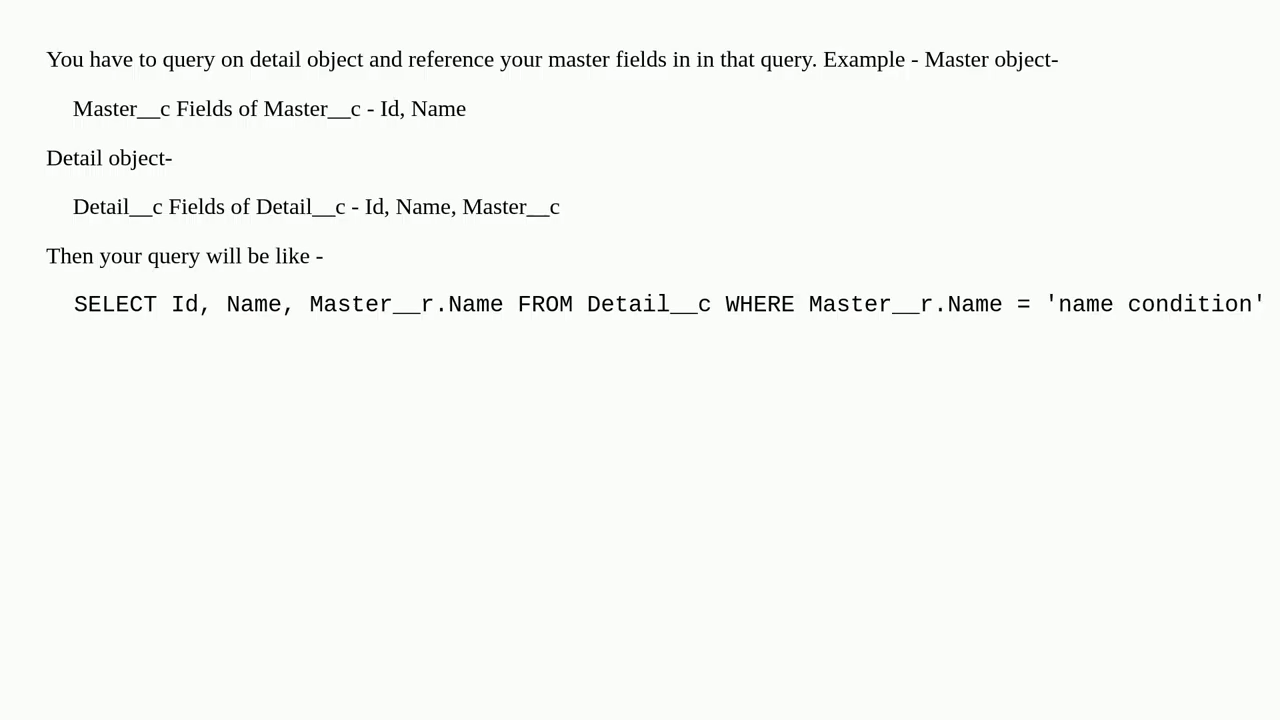 You have to query on detail object and reference your master fields in in that query. Example - Master object-
Master__c Fields of Master__c - Id, Name
Detail object-
Detail__c Fields of Detail__c - Id, Name, Master__c
Then your query will be like -
SELECT Id, Name, Master__r.Name FROM Detail__c WHERE Master__r.Name = 'name condition'